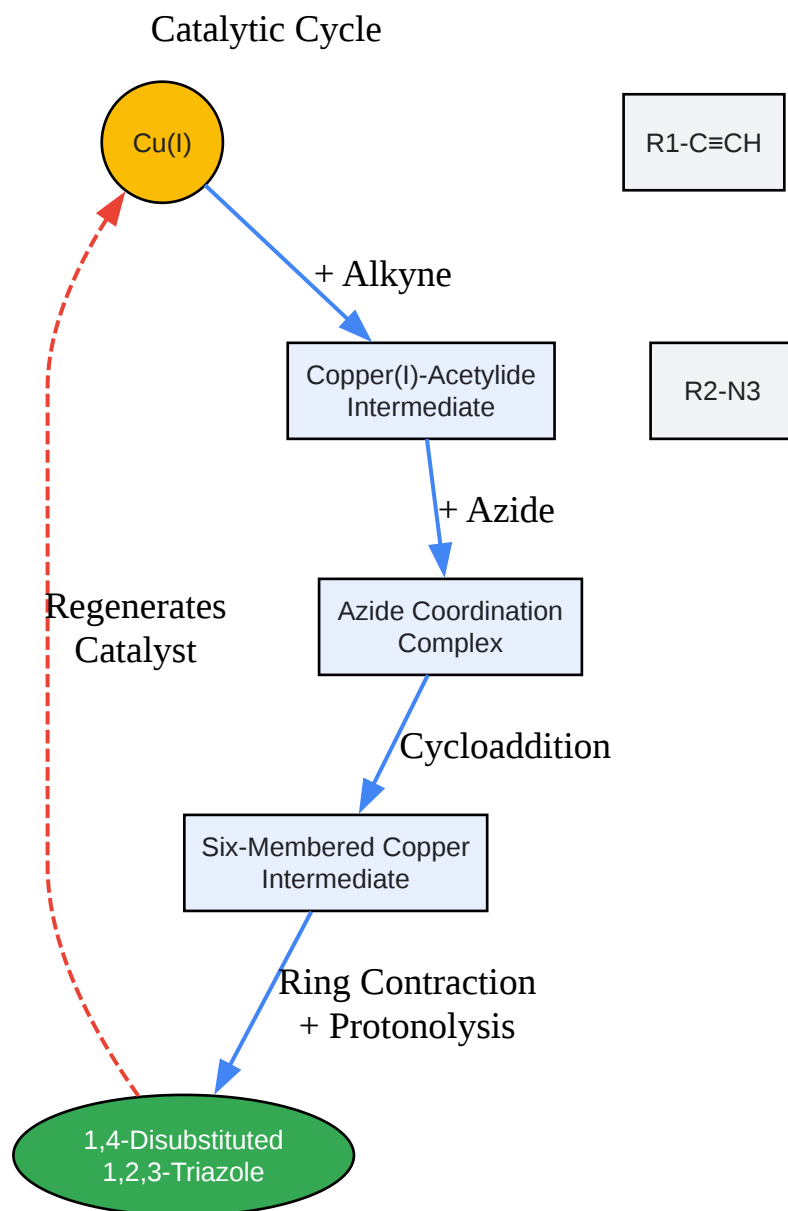 Catalytic Cycle
Cu(I)
R1-C≡CH
+ Alkyne
Copper(I)-Acetylide
Intermediate
R2-N3
+ Azide
Azide Coordination
Complex
Regenerates
Catalyst
Cycloaddition
Six-Membered Copper
Intermediate
Ring Contraction
+ Protonolysis
1,4-Disubstituted
1,2,3-Triazole